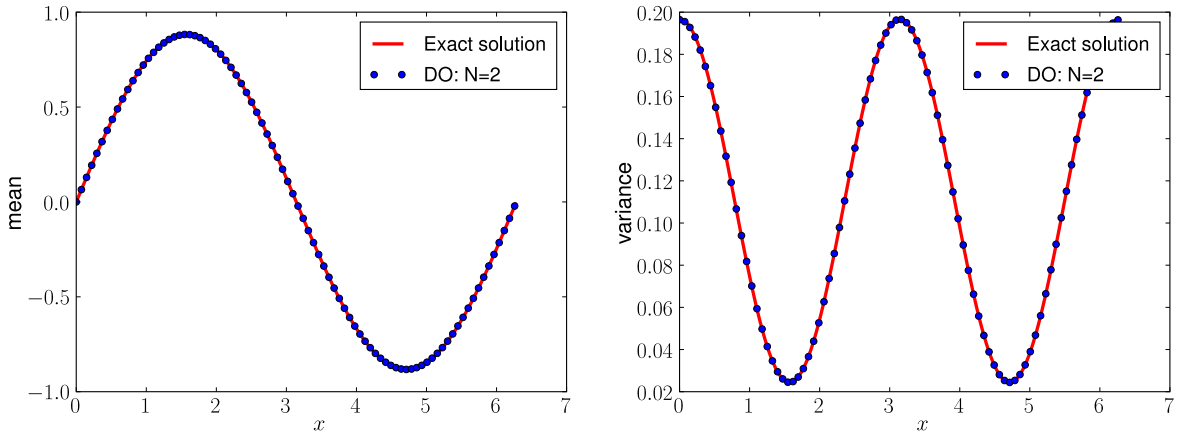 1.0
0.5
0.0
−0.5
−1.0
mean
0 1 2 3 4 5 6 7
x
Exact solution
DO: N=2
0.20
0.18
0.16
0.14
0.12
0.10
0.08
0.06
0.04
0.02
variance
0 1 2 3 4 5 6 7
x
Exact solution
DO: N=2